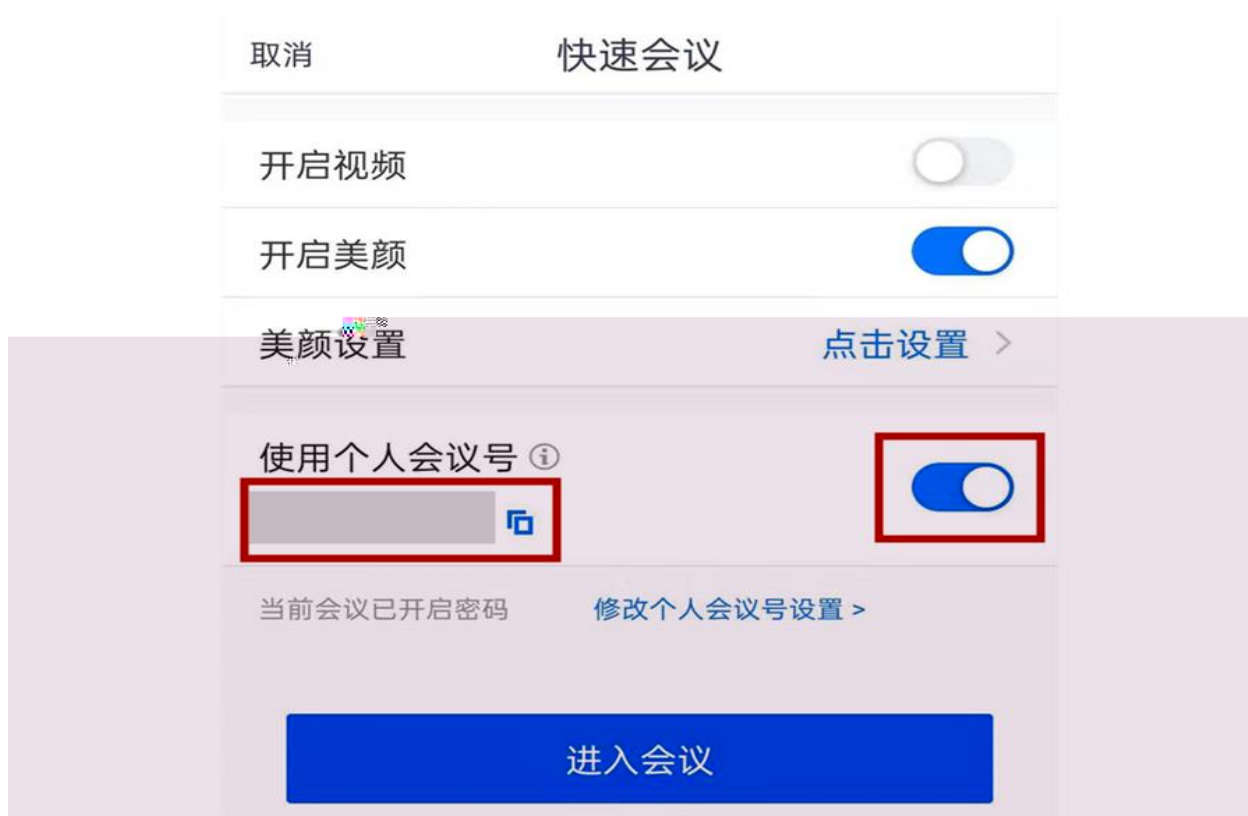 取消 快速会议
开启视频
开启美颜
美颜设置 点击设置 >
使用个人会议号
当前会议已开启密码 修改个人会议号设置 >
进入会议